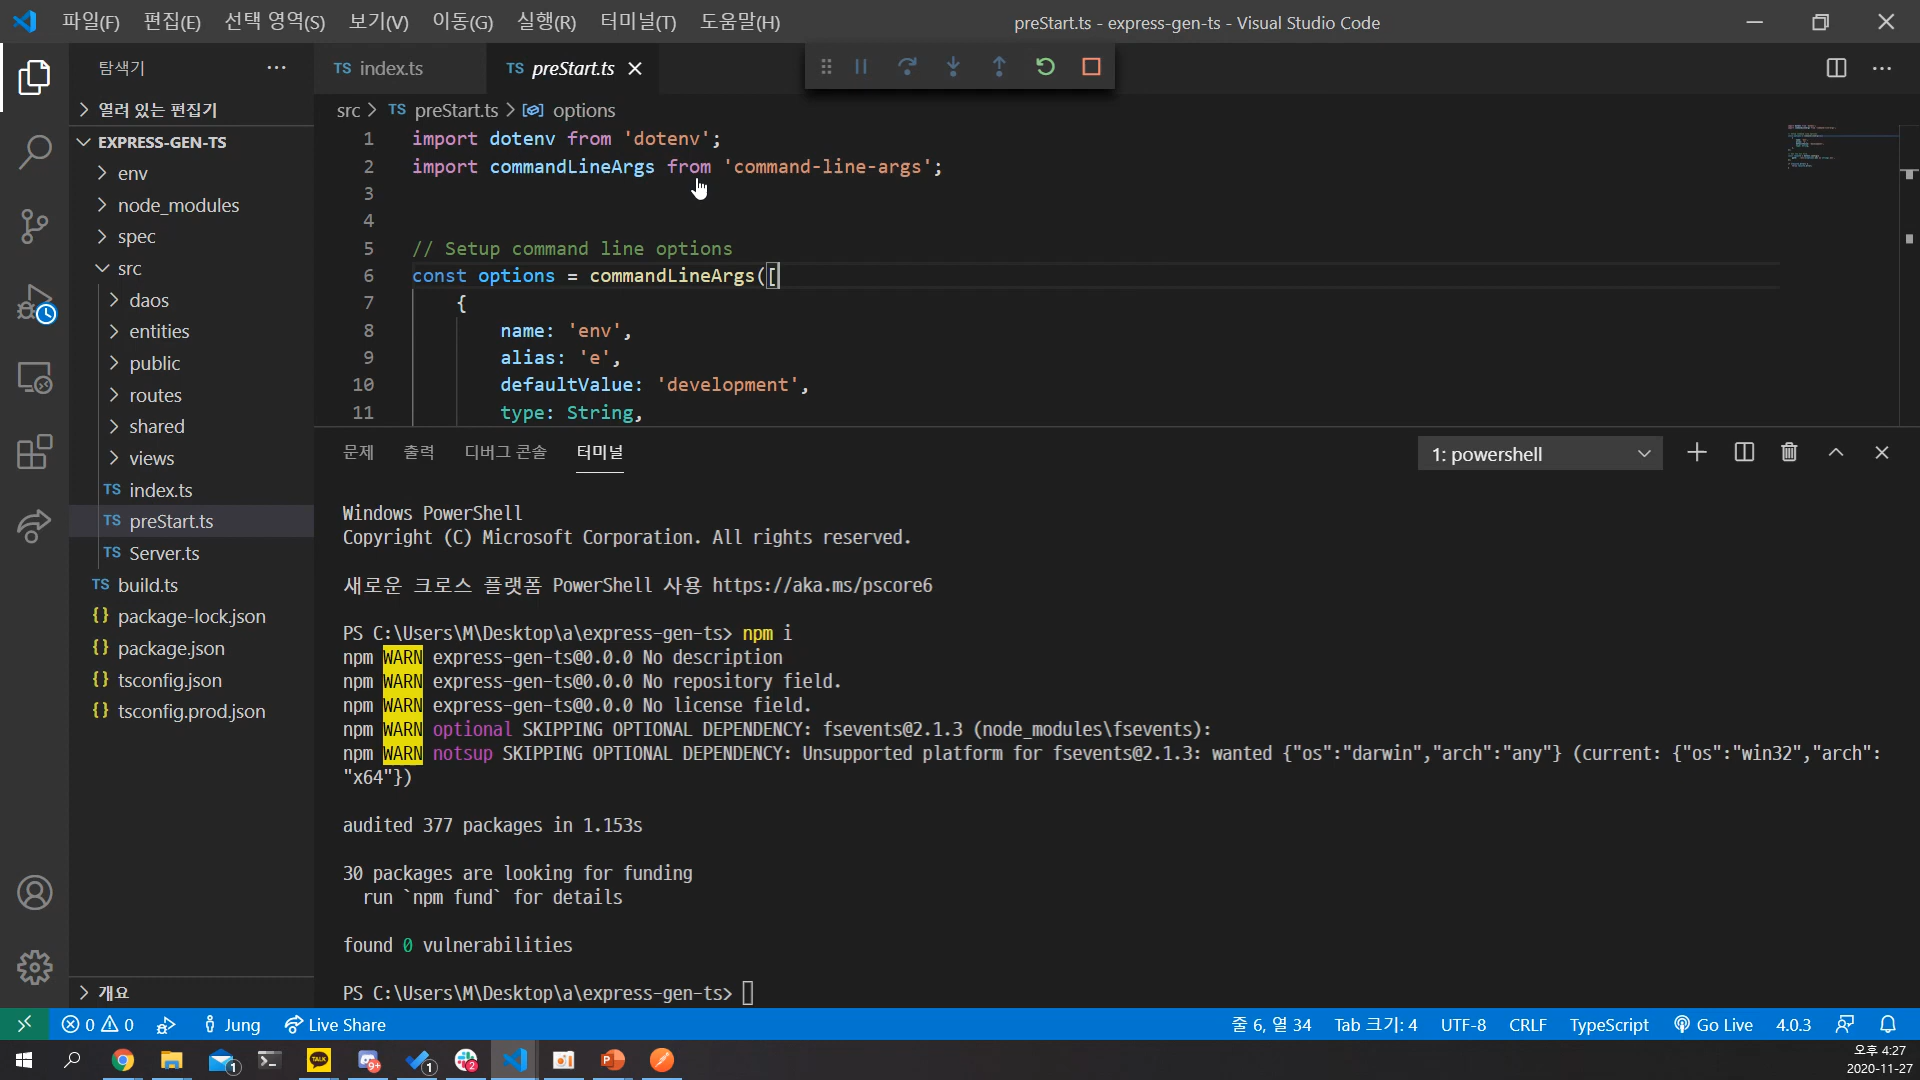 파일(F) 편집(E) 선택 영역(S) 보기(V) 이동(G) 실행(R) 터미널(T) 도움말(H) preStart.ts - express-gen-ts - Visual Studio Code
탐색기
TS index.ts TS preStart.ts
열려 있는 편집기
EXPRESS-GEN-TS
env
node_modules
spec
src
daos
entities
public
routes
shared
views
TS index.ts
TS preStart.ts
TS Server.ts
TS build.ts
{} package-lock.json
{} package.json
{} tsconfig.json
{} tsconfig.prod.json
개요
src > TS preStart.ts > options
1 import dotenv from 'dotenv';
2 import commandLineArgs from 'command-line-args';
3
4
5 // Setup command line options
6 const options = commandLineArgs([
7 {
8 name: 'env',
9 alias: 'e',
10 defaultValue: 'development',
11 type: String,
문제 출력 디버그 콘솔 터미널 1: powershell
Windows PowerShell
Copyright (C) Microsoft Corporation. All rights reserved.
새로운 크로스 플랫폼 PowerShell 사용 https://aka.ms/pscore6
PS C:\Users\M\Desktop\a\express-gen-ts> npm i
npm WARN express-gen-ts@0.0.0 No description
npm WARN express-gen-ts@0.0.0 No repository field.
npm WARN express-gen-ts@0.0.0 No license field.
npm WARN optional SKIPPING OPTIONAL DEPENDENCY: fsevents@2.1.3 (node_modules\fsevents):
npm WARN notsup SKIPPING OPTIONAL DEPENDENCY: Unsupported platform for fsevents@2.1.3: wanted {"os":"darwin","arch":"any"} (current: {"os":"win32","arch":
"x64"})
audited 377 packages in 1.153s
30 packages are looking for funding
run `npm fund` for details
found 0 vulnerabilities
PS C:\Users\M\Desktop\a\express-gen-ts>
0 0 Jung Live Share 줄 6, 열 34 Tab 크기: 4 UTF-8 CRLF TypeScript Go Live 4.0.3
1 TALK 9+ 1 2 P 오후 4:27
2020-11-27